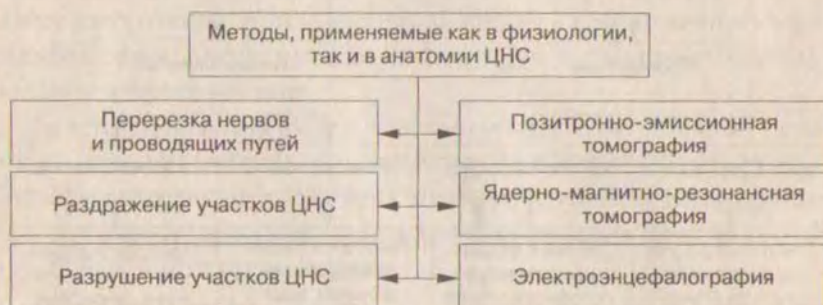 Методы, применяемые как в физиологии,
так и в анатомии ЦНС
Перерезка нервов
и проводящих путей
Позитронно-эмиссионная
томография
Раздражение участков ЦНС
Ядерно-магнитно-резонансная
томография
Разрушение участков ЦНС
Электроэнцефалография